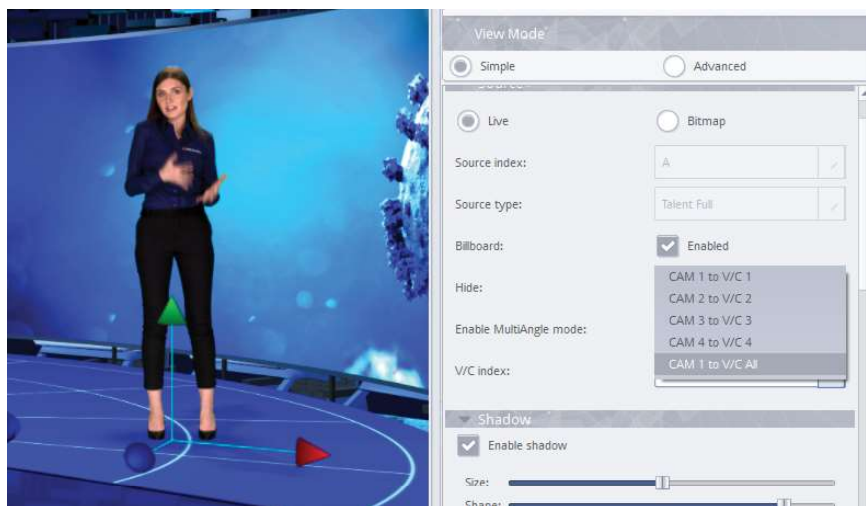 View Mode
Simple
Advanced
Source
Live
Bitmap
Source index:
A
Source type:
Talent Full
Billboard:
Enabled
Hide:
CAM 1 to V/C 1
CAM 2 to V/C 2
CAM 3 to V/C 3
Enable MultiAngle mode:
CAM 4 to V/C 4
CAM 1 to V/C All
V/C index:
Shadow
Enable shadow
Size:
Shape: